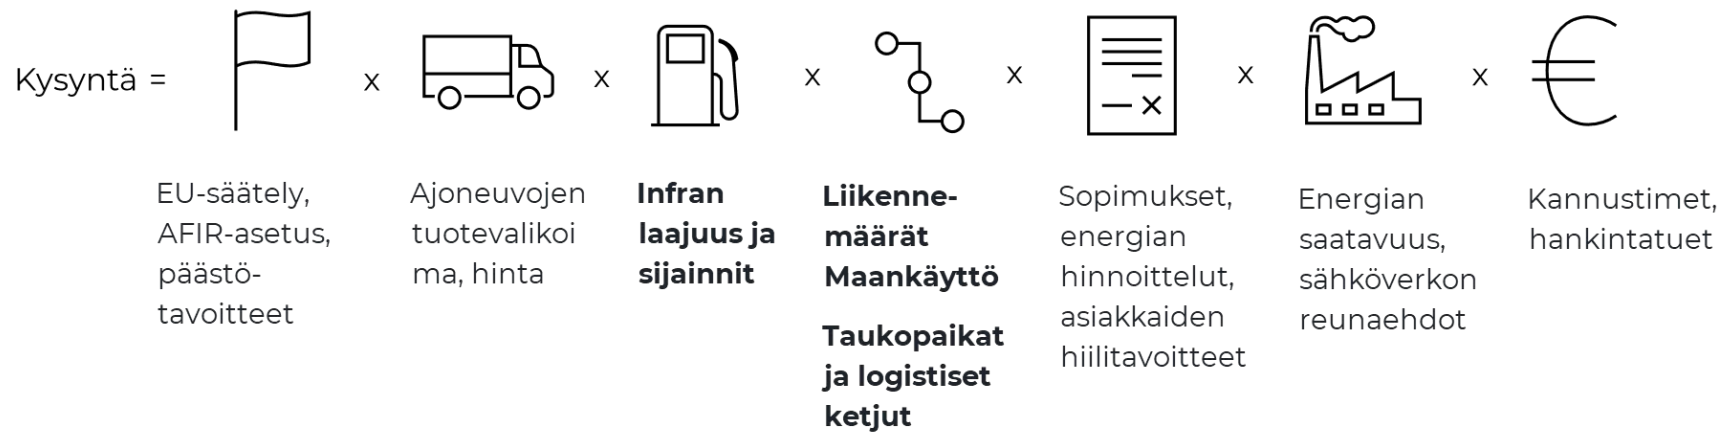 Kysyntä = x x x x x x
EU-säätely,
AFIR-asetus,
päästö-
tavoitteet
Ajoneuvojen
tuotevalikoi
ma, hinta
Infran
laajuus ja
sijainnit
Liikenne-
määrät
Maankäyttö
Taukopaikat
ja logistiset
ketjut
Sopimukset,
energian
hinnoittelut,
asiakkaiden
hiilitavoitteet
Energian
saatavuus,
sähköverkon
reunaehdot
Kannustimet,
hankintatuet